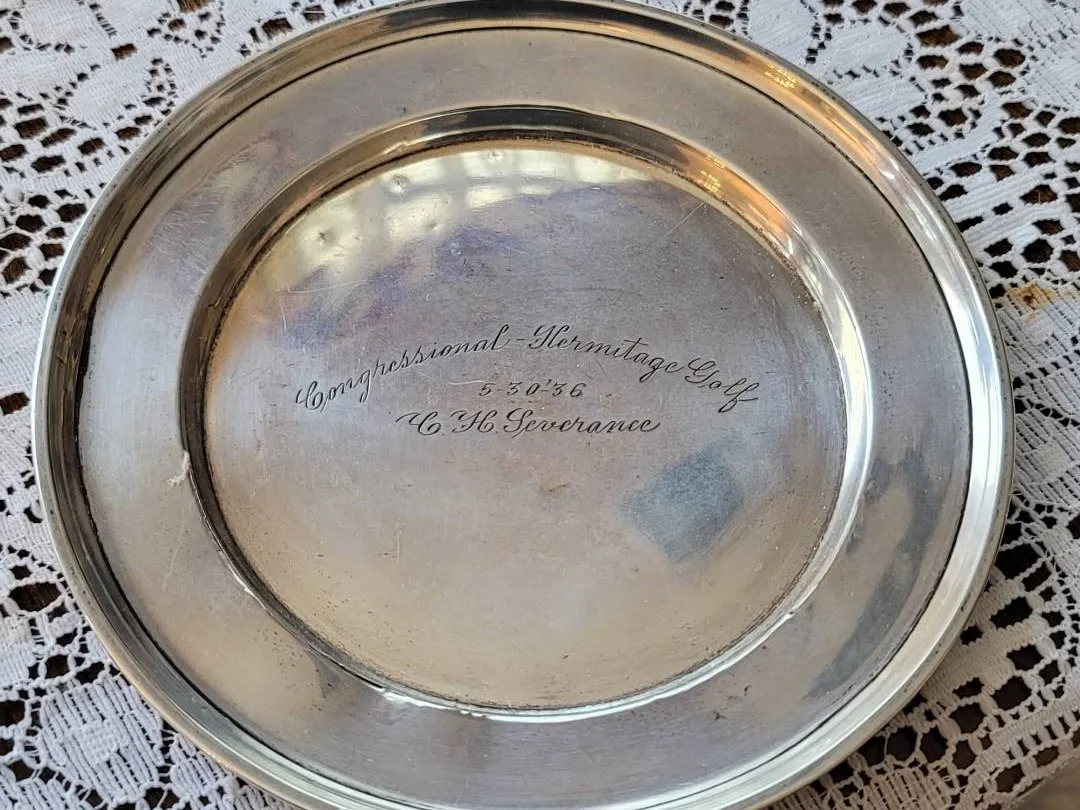 Congressional - Hermitage Golf
5-30-'36
C. H. Severance